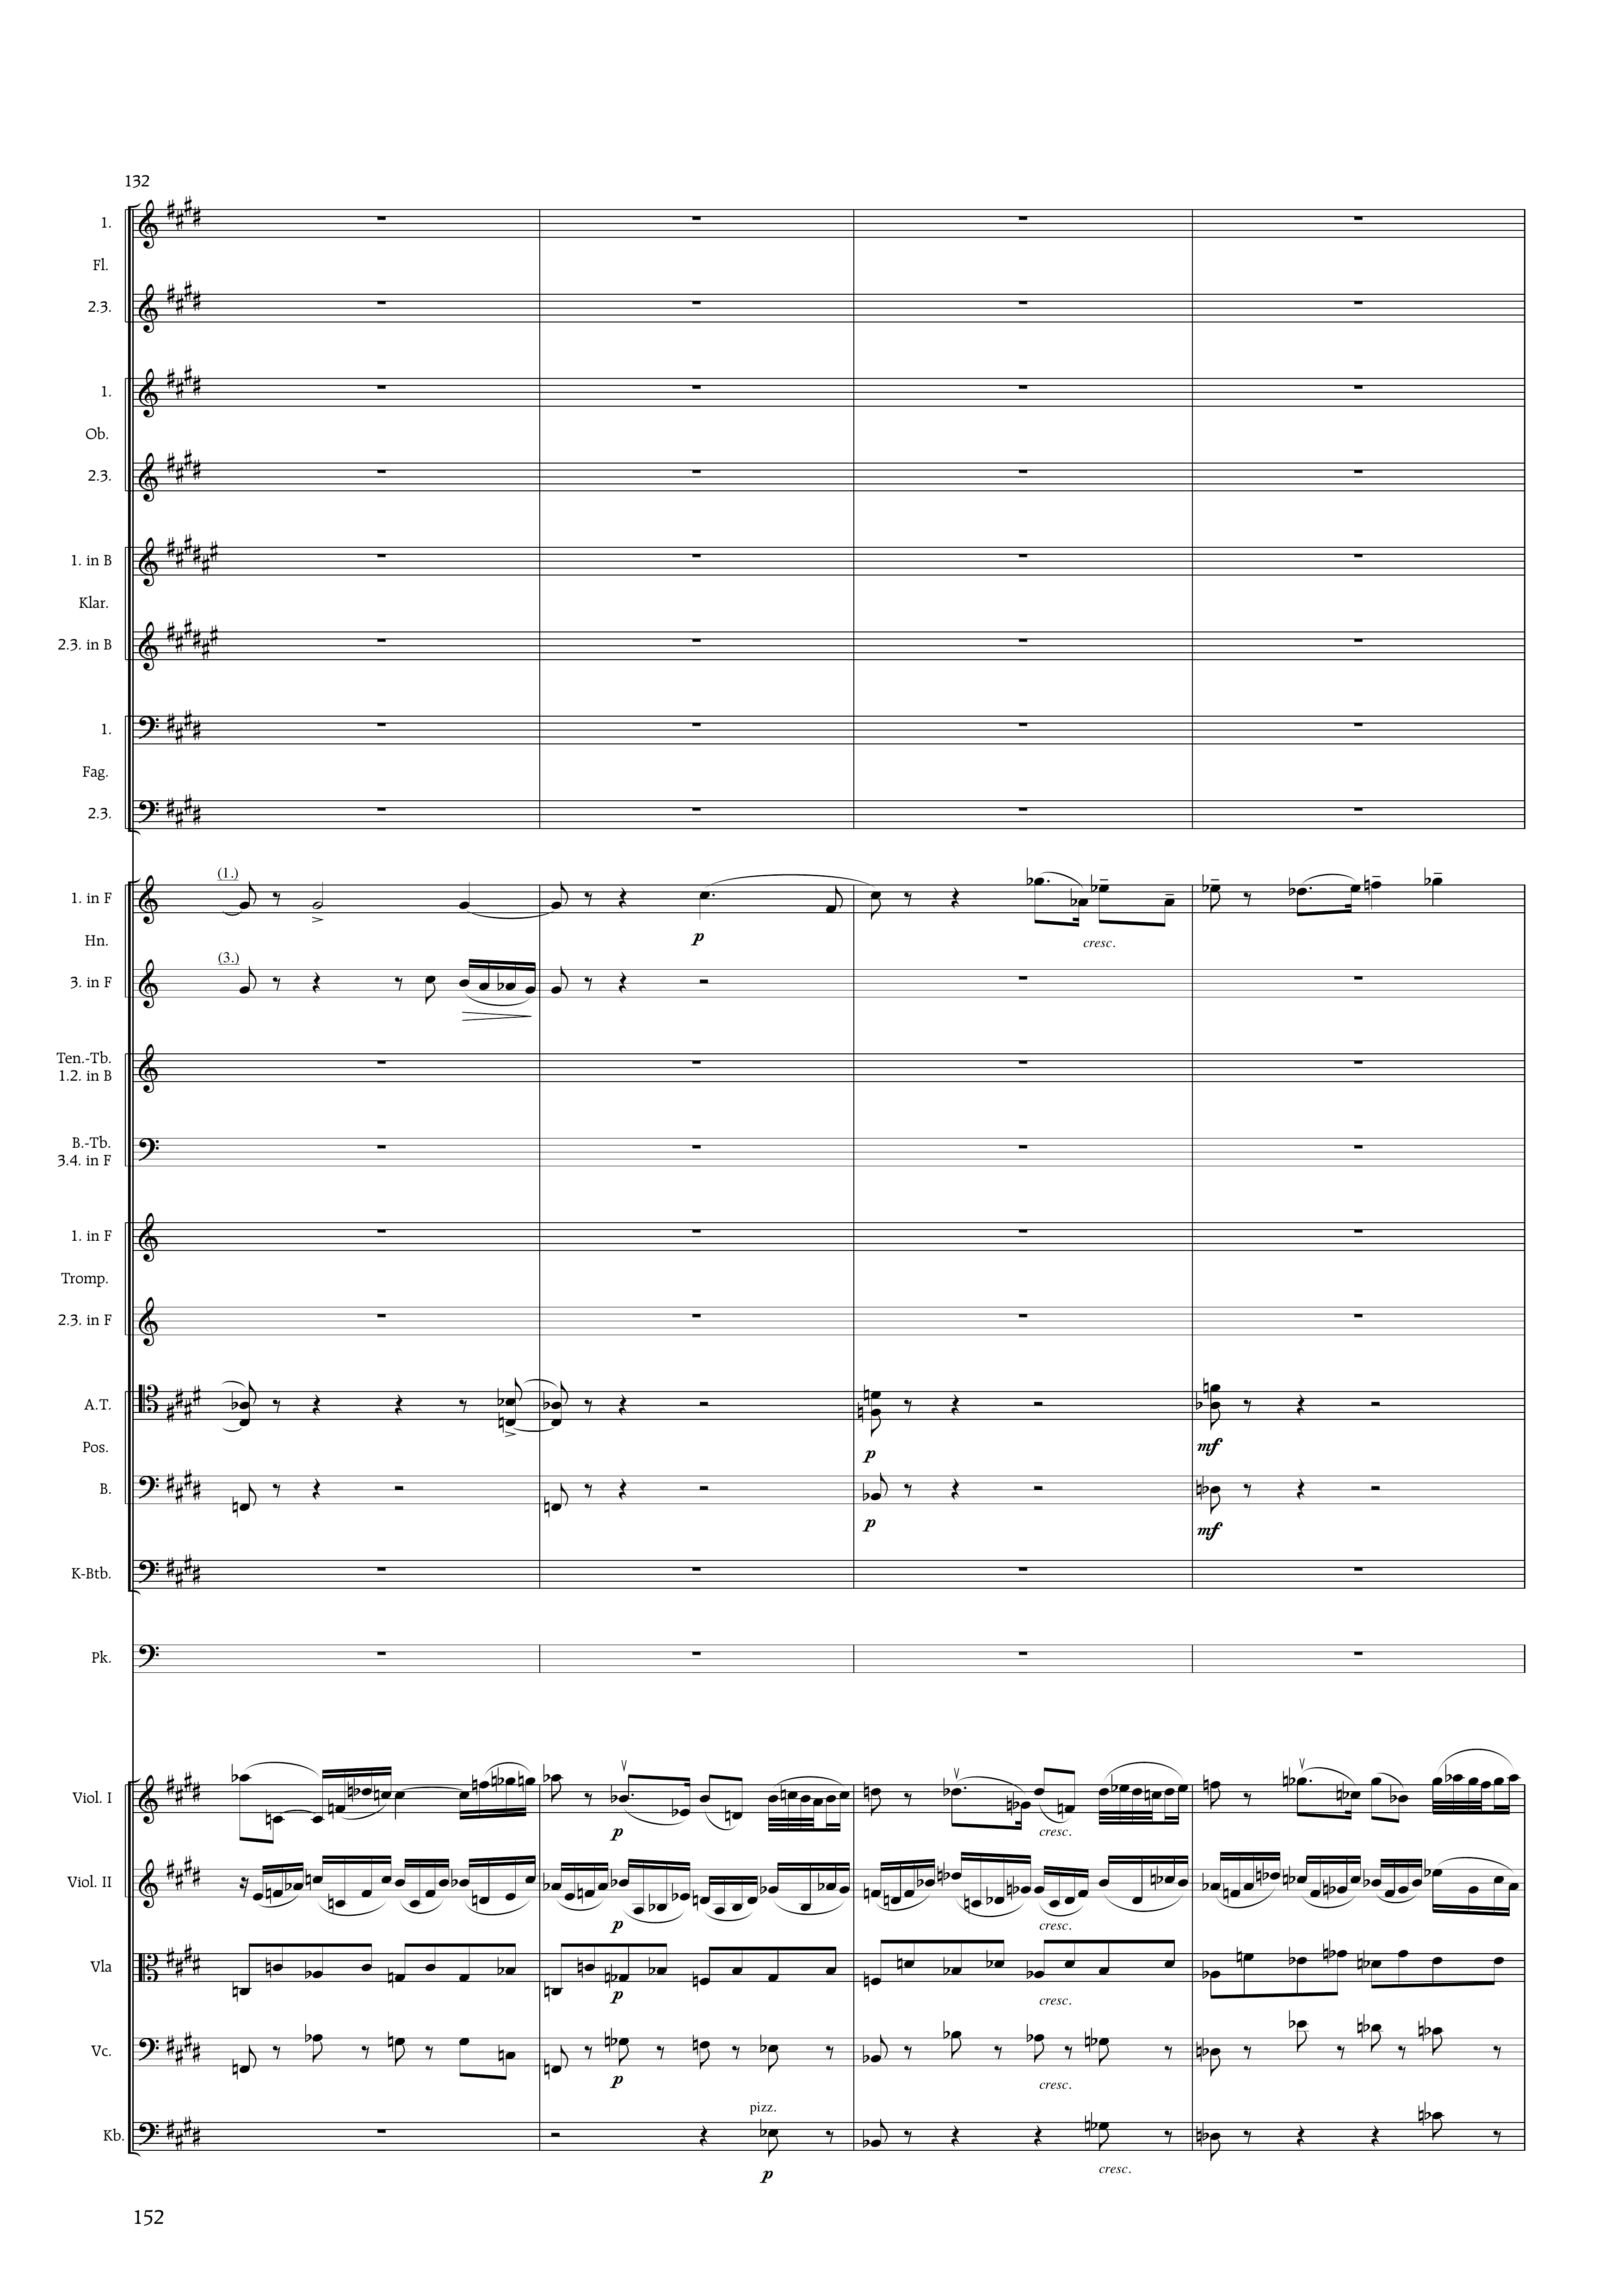 132
1.
Fl.
2.3.
1.
Ob.
2.3.
1. in B
Klar.
2.3. in B
1.
Fag.
2.3.
(1.)
1. in F
p
cresc.
Hn.
(3.)
3. in F
Ten.-Tb.
1.2. in B
B.-Tb.
3.4. in F
1. in F
Tromp.
2.3. in F
A.T.
p
mf
Pos.
B.
p
mf
K-Btb.
Pk.
Viol. I
p
cresc.
Viol. II
p
cresc.
Vla
p
cresc.
Vc.
p
cresc.
pizz.
Kb.
p
cresc.
152